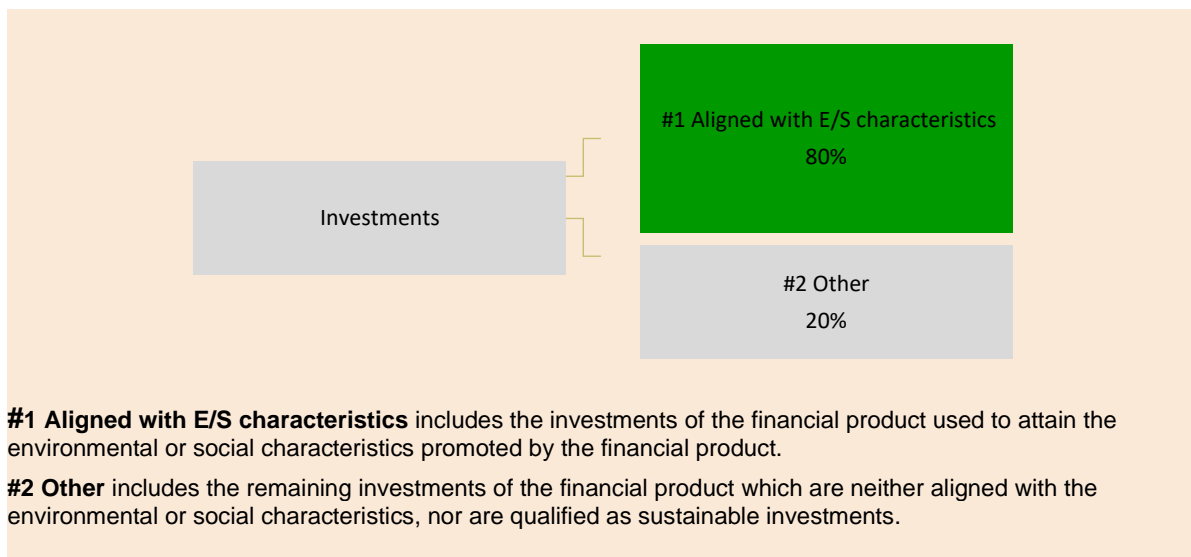 #1 Aligned with E/S characteristics
80%
Investments
#2 Other
20%
#1 Aligned with E/S characteristics includes the investments of the financial product used to attain the
environmental or social characteristics promoted by the financial product.
#2 Other includes the remaining investments of the financial product which are neither aligned with the
environmental or social characteristics, nor are qualified as sustainable investments.